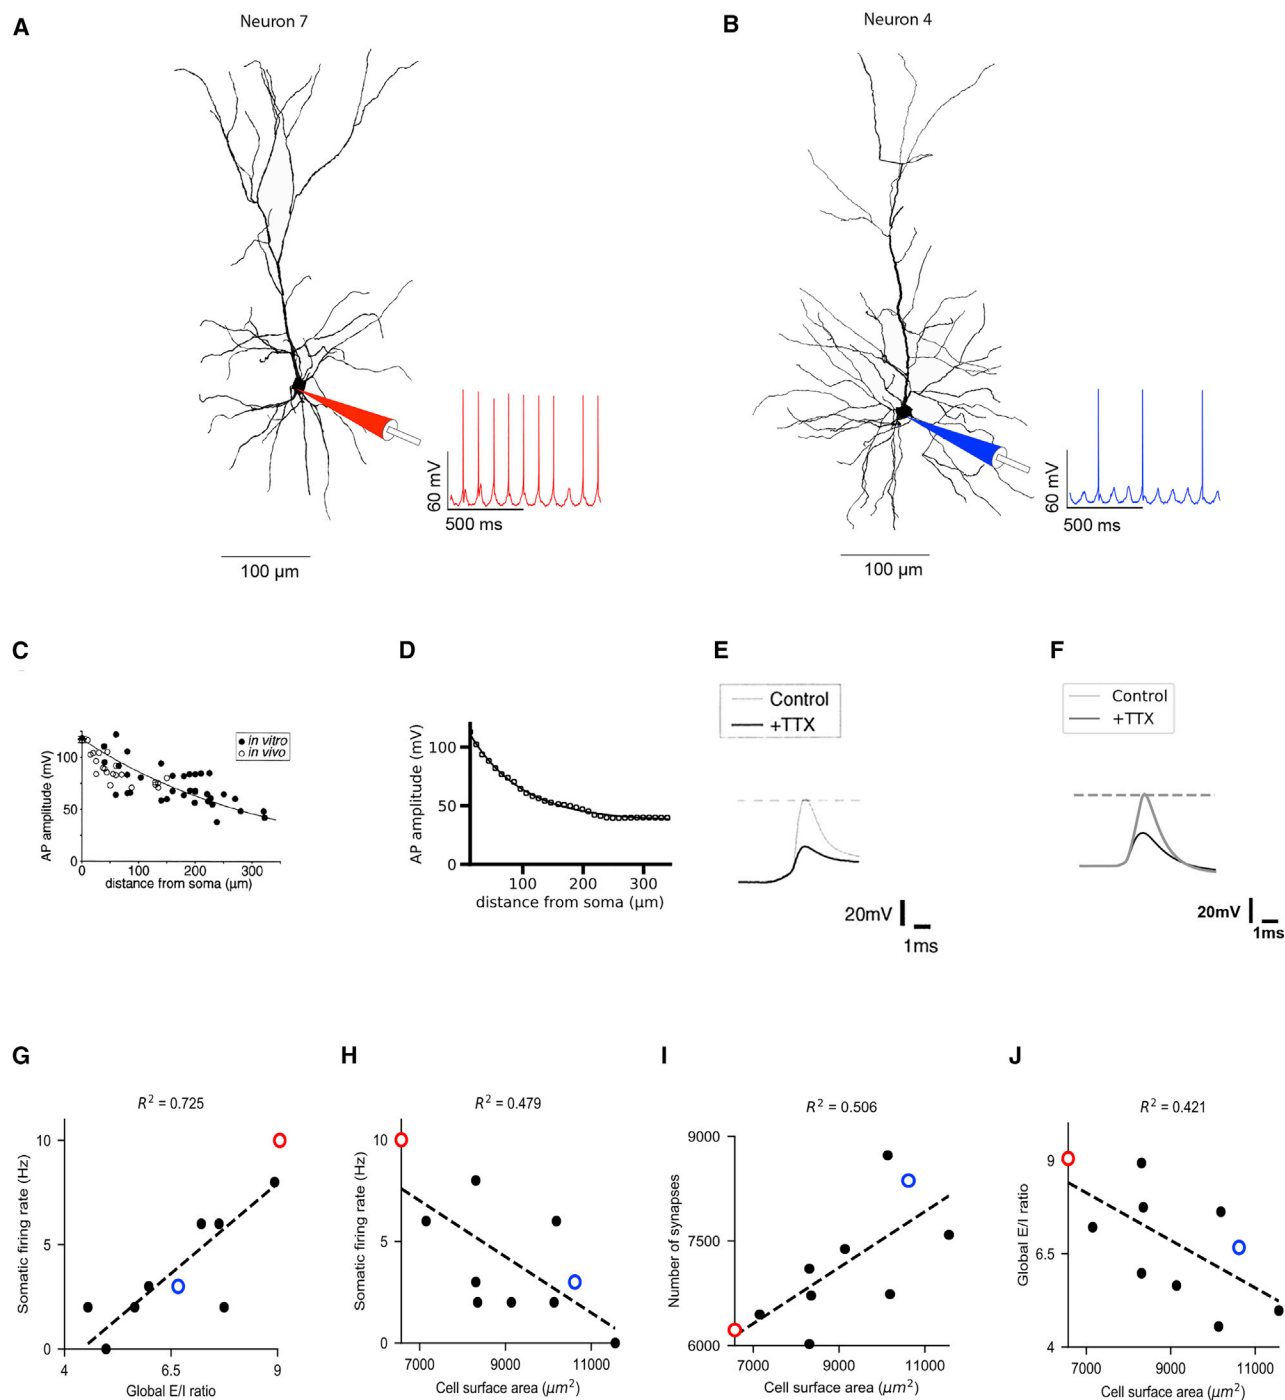 A
Neuron 7
B
Neuron 4
60 mV
500 ms
100 µm
60 mV
500 ms
100 µm
C
AP amplitude (mV)
100
50
0
in vitro
in vivo
0 100 200 300
distance from soma (µm)
D
AP amplitude (mV)
100
50
0
100 200 300
distance from soma (µm)
E
Control
+TTX
20mV
1ms
F
Control
+TTX
20mV
1ms
G
R² = 0.725
Somatic firing rate (Hz)
10
5
0
4 6.5 9
Global E/I ratio
H
R² = 0.479
Somatic firing rate (Hz)
10
5
0
7000 9000 11000
Cell surface area (µm²)
I
R² = 0.506
Number of synapses
9000
7500
6000
7000 9000 11000
Cell surface area (µm²)
J
R² = 0.421
Global E/I ratio
9
6.5
4
7000 9000 11000
Cell surface area (µm²)